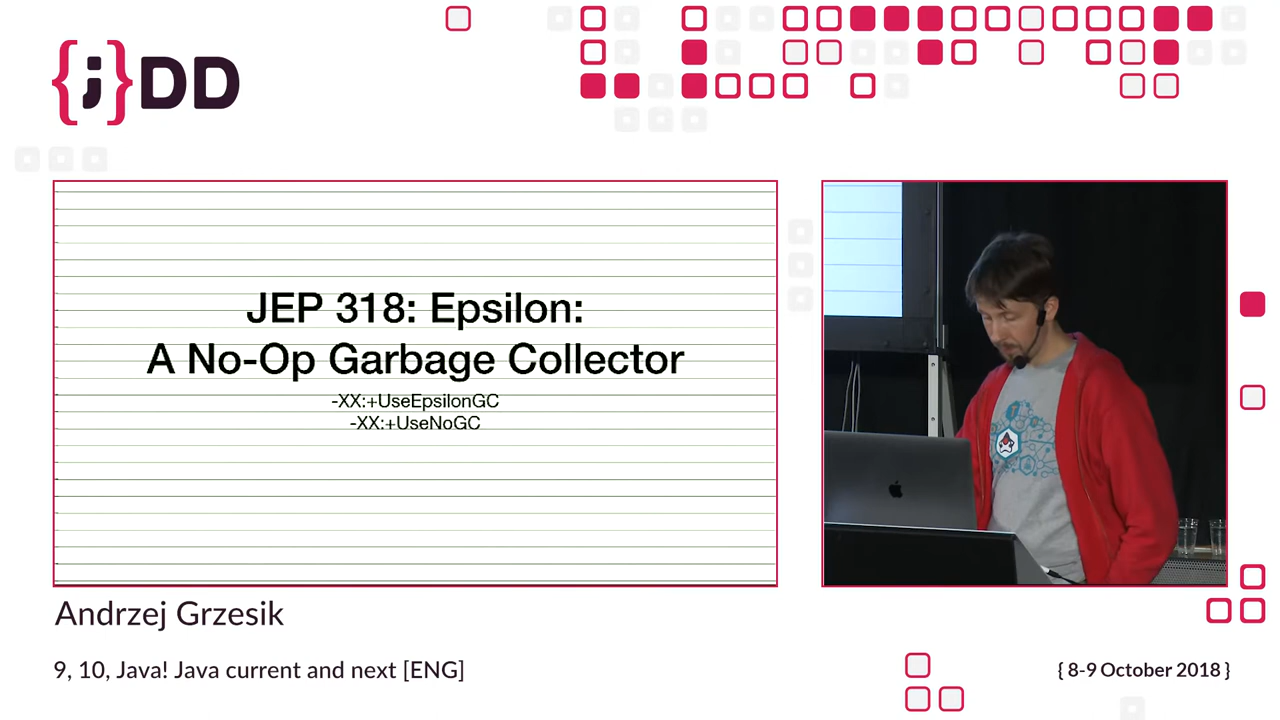 {j}DD
JEP 318: Epsilon:
A No-Op Garbage Collector
-XX:+UseEpsilonGC
-XX:+UseNoGC
Andrzej Grzesik
9, 10, Java! Java current and next [ENG]
{ 8-9 October 2018 }